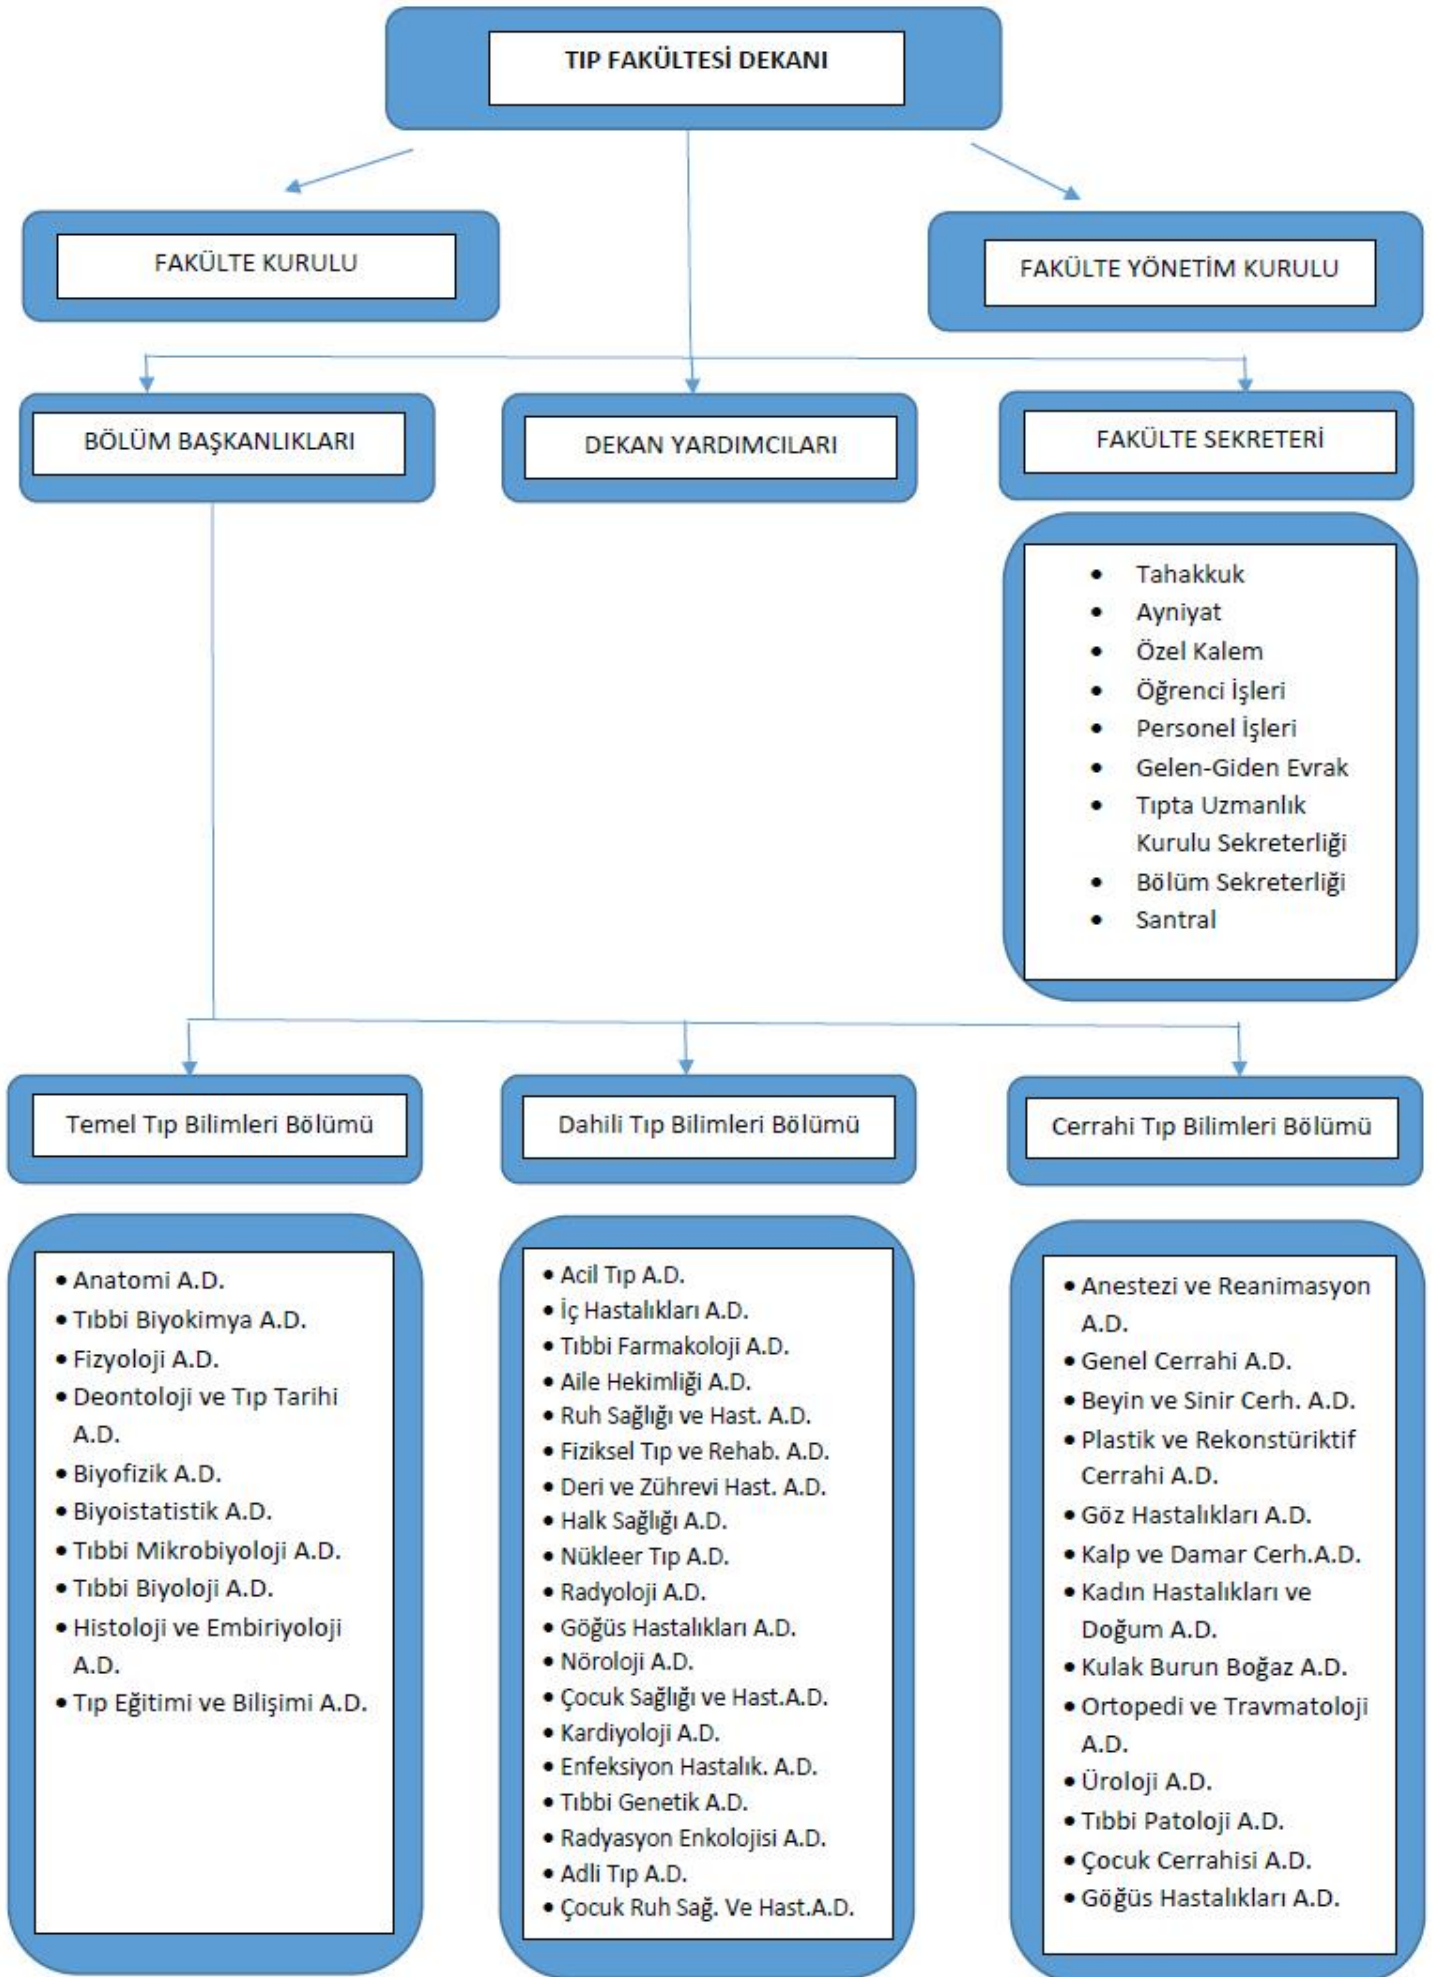 TIP FAKÜLTESİ DEKANI
FAKÜLTE KURULU
FAKÜLTE YÖNETİM KURULU
BÖLÜM BAŞKANLIKLARI
DEKAN YARDIMCILARI
FAKÜLTE SEKRETERİ
• Tahakkuk
• Ayniyat
• Özel Kalem
• Öğrenci İşleri
• Personel İşleri
• Gelen-Giden Evrak
• Tıpta Uzmanlık
Kurulu Sekreterliği
• Bölüm Sekreterliği
• Santral
Temel Tıp Bilimleri Bölümü
Dahili Tıp Bilimleri Bölümü
Cerrahi Tıp Bilimleri Bölümü
• Anatomi A.D.
• Tıbbi Biyokimya A.D.
• Fizyoloji A.D.
• Deontoloji ve Tıp Tarihi
A.D.
• Biyofizik A.D.
• Biyoistatistik A.D.
• Tıbbi Mikrobiyoloji A.D.
• Tıbbi Biyoloji A.D.
• Histoloji ve Embiriyoloji
A.D.
• Tıp Eğitimi ve Bilişimi A.D.
• Acil Tıp A.D.
• İç Hastalıkları A.D.
• Tıbbi Farmakoloji A.D.
• Aile Hekimliği A.D.
• Ruh Sağlığı ve Hast. A.D.
• Fiziksel Tıp ve Rehab. A.D.
• Deri ve Zührevi Hast. A.D.
• Halk Sağlığı A.D.
• Nükleer Tıp A.D.
• Radyoloji A.D.
• Göğüs Hastalıkları A.D.
• Nöroloji A.D.
• Çocuk Sağlığı ve Hast.A.D.
• Kardiyoloji A.D.
• Enfeksiyon Hastalık. A.D.
• Tıbbi Genetik A.D.
• Radyasyon Enkolojisi A.D.
• Adli Tıp A.D.
• Çocuk Ruh Sağ. Ve Hast.A.D.
• Anestezi ve Reanimasyon
A.D.
• Genel Cerrahi A.D.
• Beyin ve Sinir Cerh. A.D.
• Plastik ve Rekonstüriktif
Cerrahi A.D.
• Göz Hastalıkları A.D.
• Kalp ve Damar Cerh.A.D.
• Kadın Hastalıkları ve
Doğum A.D.
• Kulak Burun Boğaz A.D.
• Ortopedi ve Travmatoloji
A.D.
• Üroloji A.D.
• Tıbbi Patoloji A.D.
• Çocuk Cerrahisi A.D.
• Göğüs Hastalıkları A.D.